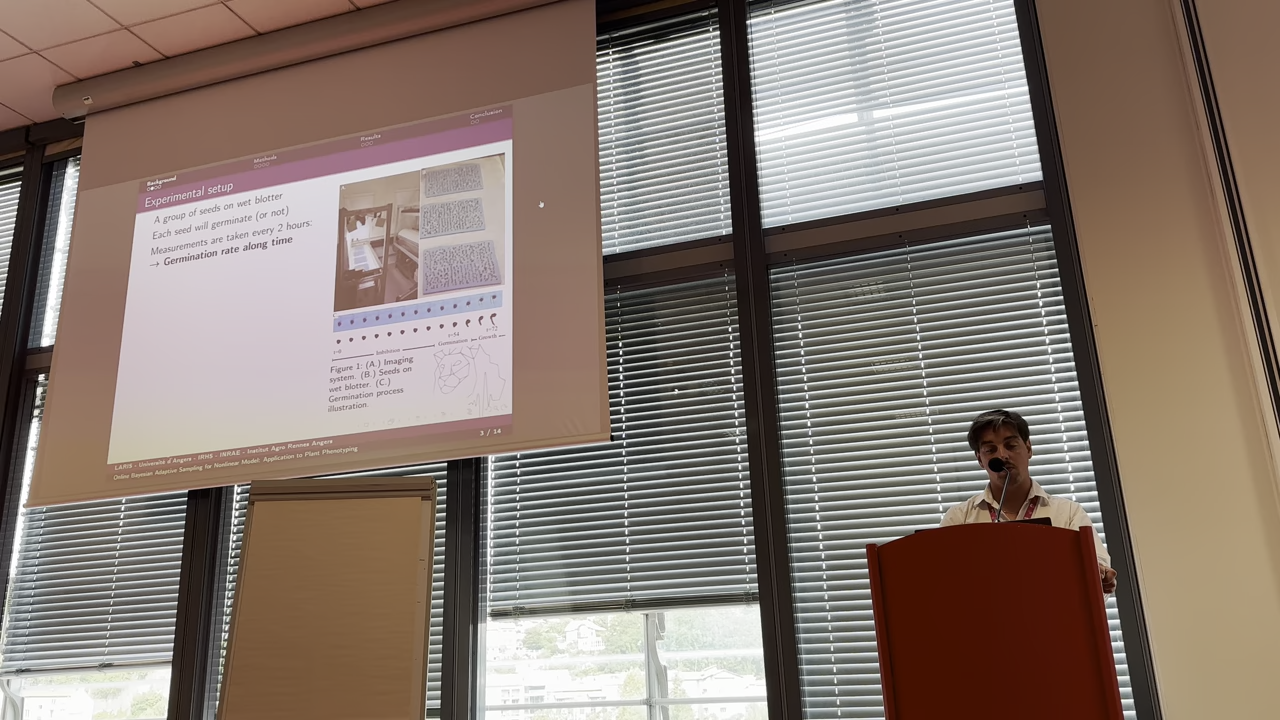 Background
Methods
Results
Conclusion
Experimental setup
A group of seeds on wet blotter
Each seed will germinate (or not)
Measurements are taken every 2 hours:
→ Germination rate along time
t=0
t=54
t=72
Imbibition
Germination
Growth
Figure 1: (A.) Imaging
system. (B.) Seeds on
wet blotter. (C.)
Germination process
illustration.
3 / 14
LARIS - Université d'Angers - IRHS - INRAE - Institut Agro Rennes Angers
Online Bayesian Adaptive Sampling for Nonlinear Model: Application to Plant Phenotyping